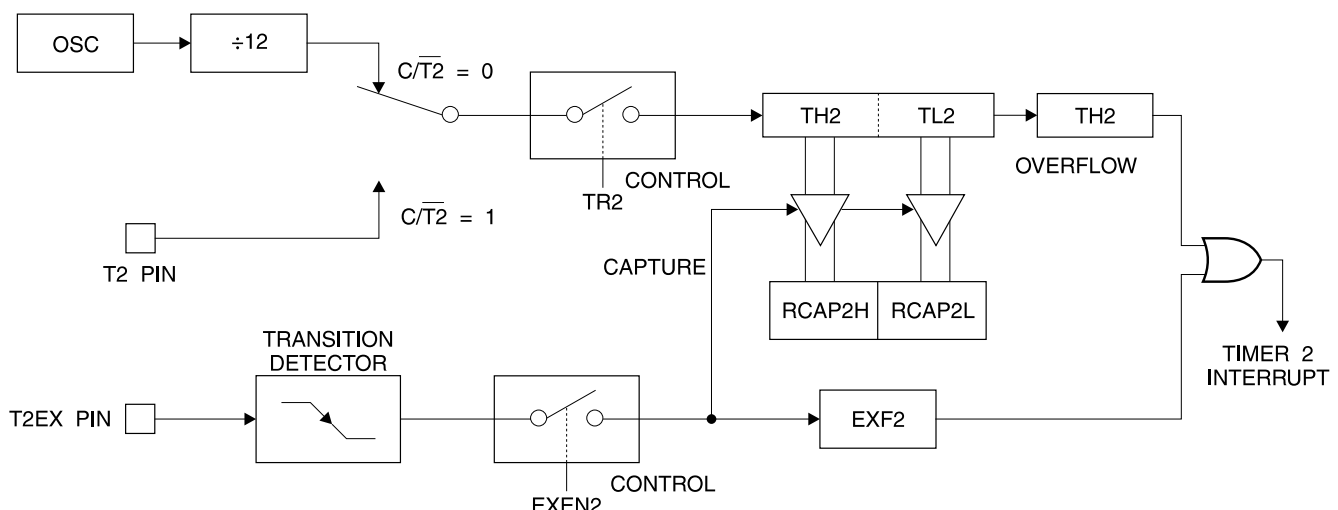 OSC
÷12
C/T2 = 0
TH2
TL2
TH2
OVERFLOW
CONTROL
TR2
C/T2 = 1
T2 PIN
CAPTURE
RCAP2H
RCAP2L
TRANSITION
DETECTOR
TIMER 2
INTERRUPT
T2EX PIN
EXF2
CONTROL
EXEN2